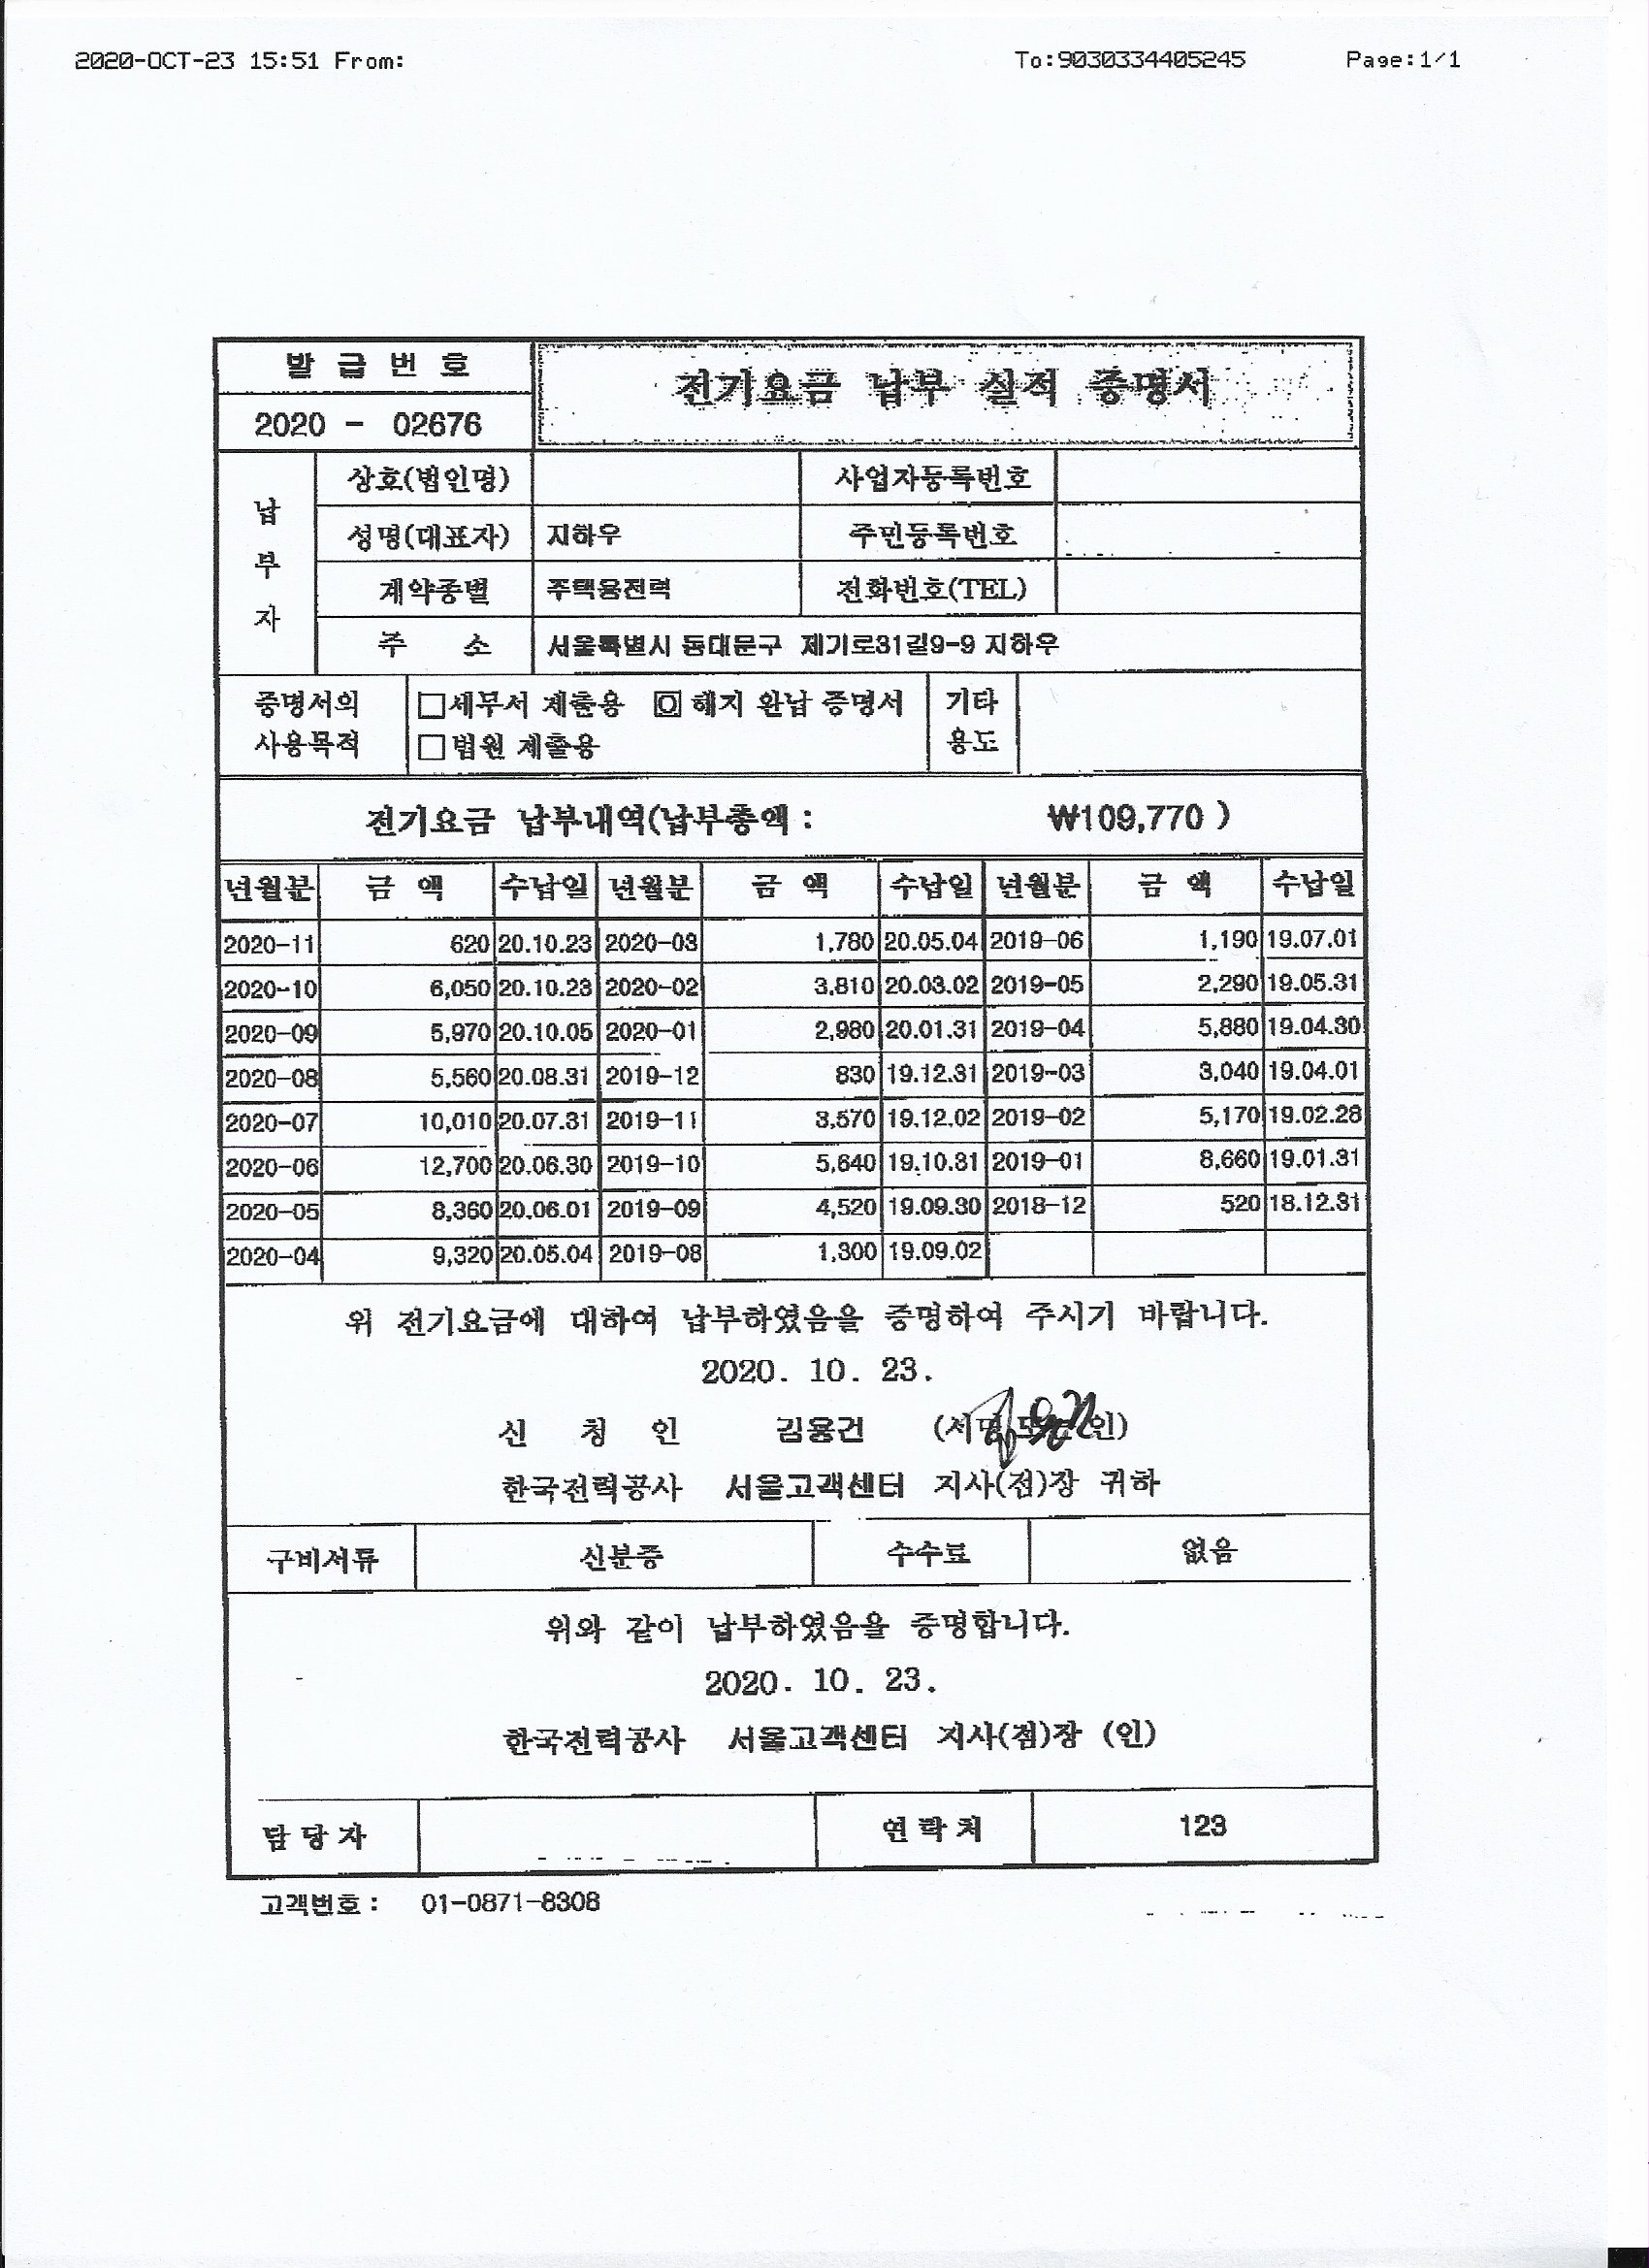 2020-OCT-23 15:51 From: To:9030334405245 Page:1/1
발 급 번 호
전기요금 납부 실적 증명서
2020 - 02676
납부자
상호(법인명) 사업자등록번호
성명(대표자) 지하우 주민등록번호
계약종별 주택용전력 전화번호(TEL)
주 소 서울특별시 동대문구 제기로31길9-9 지하우
증명서의 사용목적
□세무서 제출용 ☑ 해지 완납 증명서
□법원 제출용
기타 용도
전기요금 납부내역(납부총액 : ₩109,770 )
년월분 금 액 수납일 년월분 금 액 수납일 년월분 금 액 수납일
2020-11 620 20.10.23 2020-03 1,780 20.05.04 2019-06 1,190 19.07.01
2020-10 6,050 20.10.23 2020-02 3,810 20.03.02 2019-05 2,290 19.05.31
2020-09 5,970 20.10.05 2020-01 2,980 20.01.31 2019-04 5,880 19.04.30
2020-08 5,560 20.08.31 2019-12 830 19.12.31 2019-03 3,040 19.04.01
2020-07 10,010 20.07.31 2019-11 3,570 19.12.02 2019-02 5,170 19.02.28
2020-06 12,700 20.06.30 2019-10 5,640 19.10.31 2019-01 8,660 19.01.31
2020-05 8,360 20.06.01 2019-09 4,520 19.09.30 2018-12 520 18.12.31
2020-04 9,320 20.05.04 2019-08 1,300 19.09.02
위 전기요금에 대하여 납부하였음을 증명하여 주시기 바랍니다.
2020. 10. 23.
신 청 인 김용건 (서명 또는 인)
한국전력공사 서울고객센터 지사(점)장 귀하
구비서류 신분증 수수료 없음
위와 같이 납부하였음을 증명합니다.
2020. 10. 23.
한국전력공사 서울고객센터 지사(점)장 (인)
담 당 자 연 락 처 123
고객번호 : 01-0871-8308